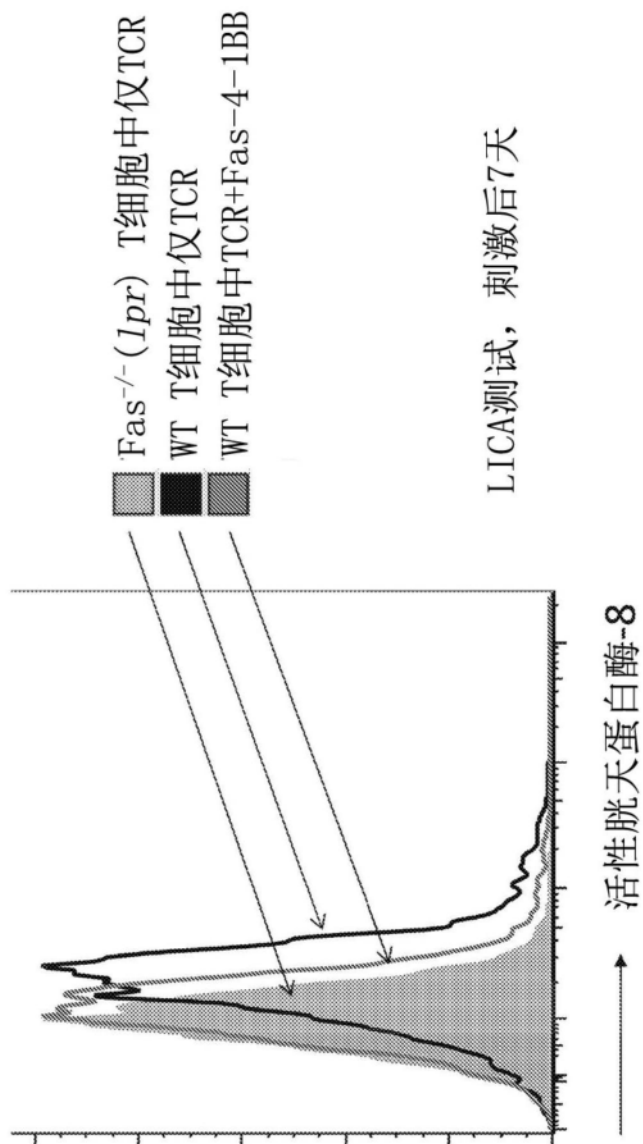 Fas-/-(lpr) T细胞中仅TCR
WT T细胞中仅TCR
WT T细胞中TCR+Fas-4-1BB
LICA测试，刺激后7天
活性胱天蛋白酶-8